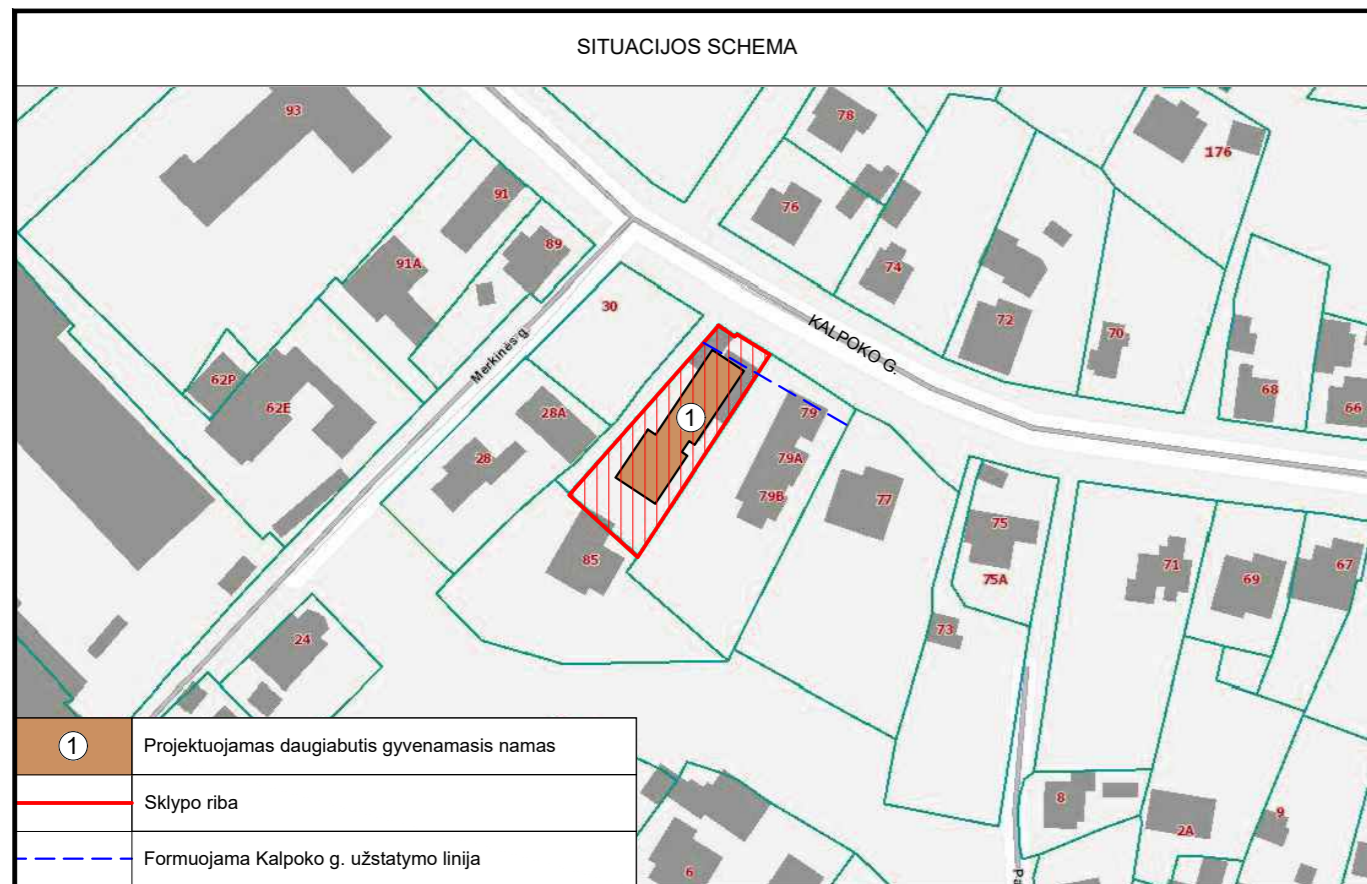 SITUACIJOS SCHEMA
93
78
176
91
76
89
91A
74
30
72
KALPOKO G.
70
Merkinės g.
62P
68
66
62E
28A
1
79
28
79A
79B
77
75
85
71
67
69
75A
73
24
1 Projektuojamas daugiabutis gyvenamasis namas
Sklypo riba
Formuojama Kalpoko g. užstatymo linija
8
2A
9
6
Pa